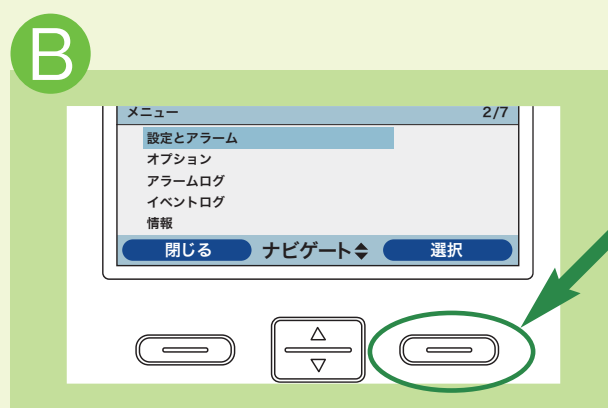 B
メニュー 2/7
設定とアラーム
オプション
アラームログ
イベントログ
情報
閉じる ナビゲート 選択